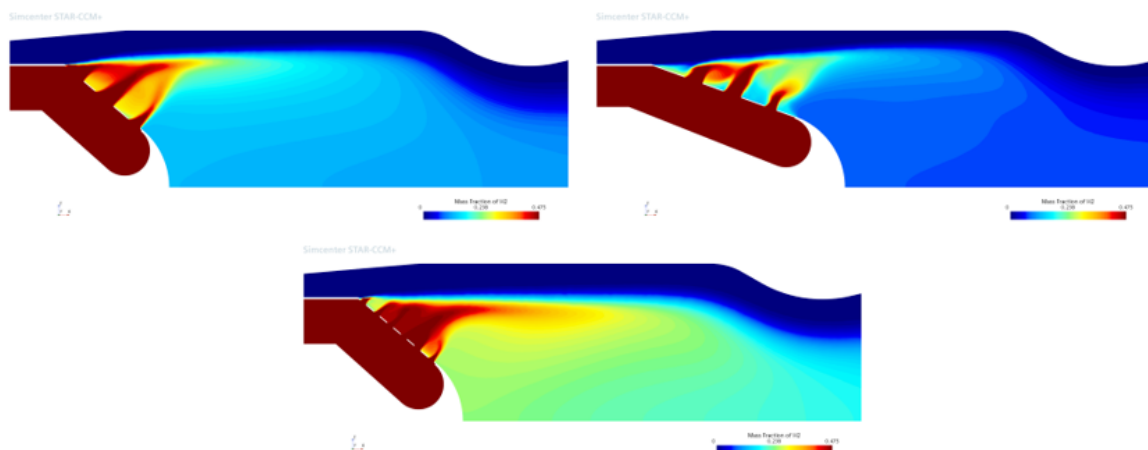 Simcenter STAR-CCM+
Simcenter STAR-CCM+
Mass Fraction of H2
0 0.238 0.475
Mass Fraction of H2
0 0.238 0.475
Simcenter STAR-CCM+
Mass Fraction of H2
0 0.238 0.475